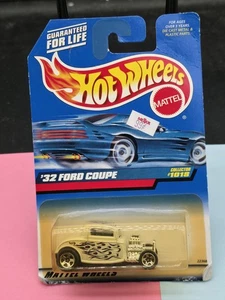 GUARANTEED
FOR LIFE
FOR AGES
OVER 3 YEARS
DIE CAST METAL &
PLASTIC PARTS
Hot Wheels
MATTEL
'32 FORD COUPE
COLLECTOR
#1018
MATTEL WHEELS